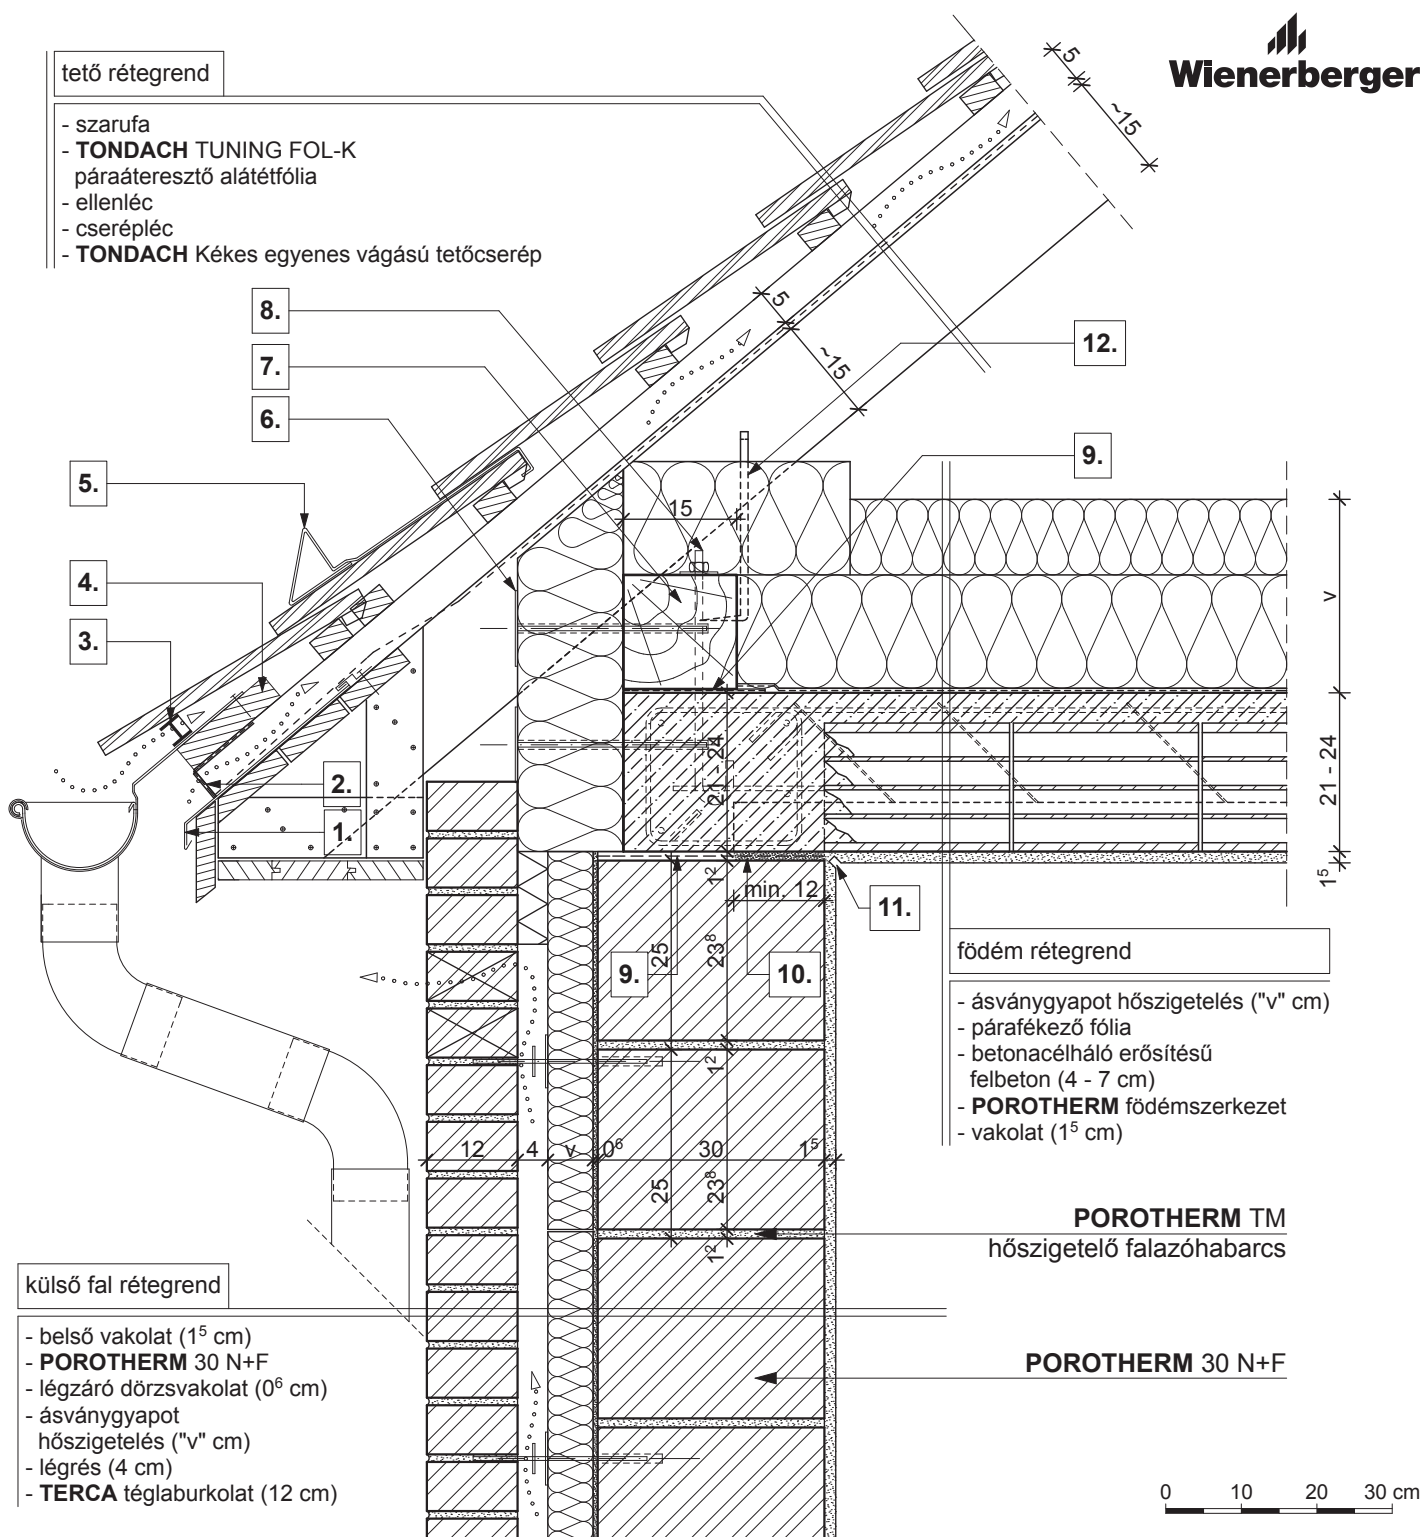 Wienerberger
tető rétegrend
- szarufa
- TONDACH TUNING FOL-K
páraáteresztő alátétfólia
- ellenléc
- cserépléc
- TONDACH Kékes egyenes vágású tetőcserép
5
~15
8.
7.
6.
5.
4.
3.
2.
1.
5
~15
12.
9.
15
v
21 - 24
21 - 24
1⁵
1²
min. 12
11.
25
23⁸
9.
10.
1²
födém rétegrend
- ásványgyapot hőszigetelés ("v" cm)
- párafékező fólia
- betonacélháló erősítésű
felbeton (4 - 7 cm)
- POROTHERM födémszerkezet
- vakolat (1⁵ cm)
12
4
v
0⁶
30
1⁵
25
23⁸
1²
POROTHERM TM
hőszigetelő falazóhabarcs
POROTHERM 30 N+F
külső fal rétegrend
- belső vakolat (1⁵ cm)
- POROTHERM 30 N+F
- légzáró dörzsvakolat (0⁶ cm)
- ásványgyapot
hőszigetelés ("v" cm)
- légrés (4 cm)
- TERCA téglaburkolat (12 cm)
0 10 20 30 cm